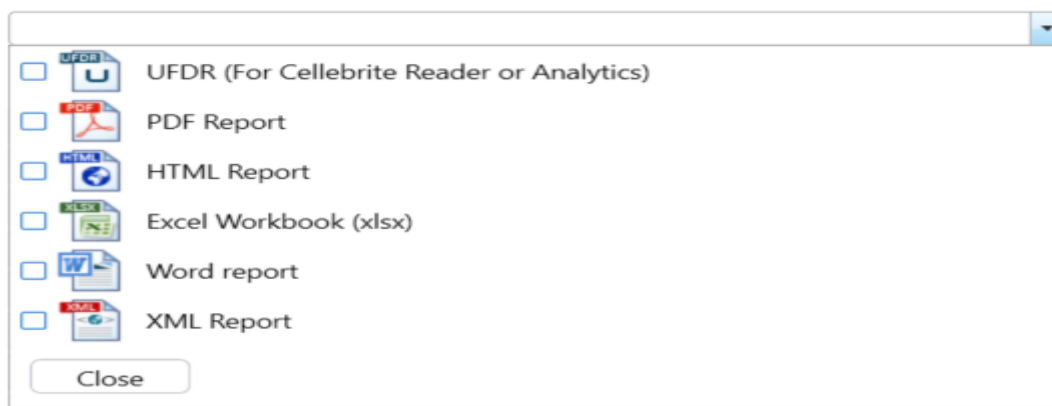 UFDR
U
UFDR (For Cellebrite Reader or Analytics)
PDF
PDF Report
HTML
HTML Report
XLSX
Excel Workbook (xlsx)
W
Word report
XML
XML Report
Close